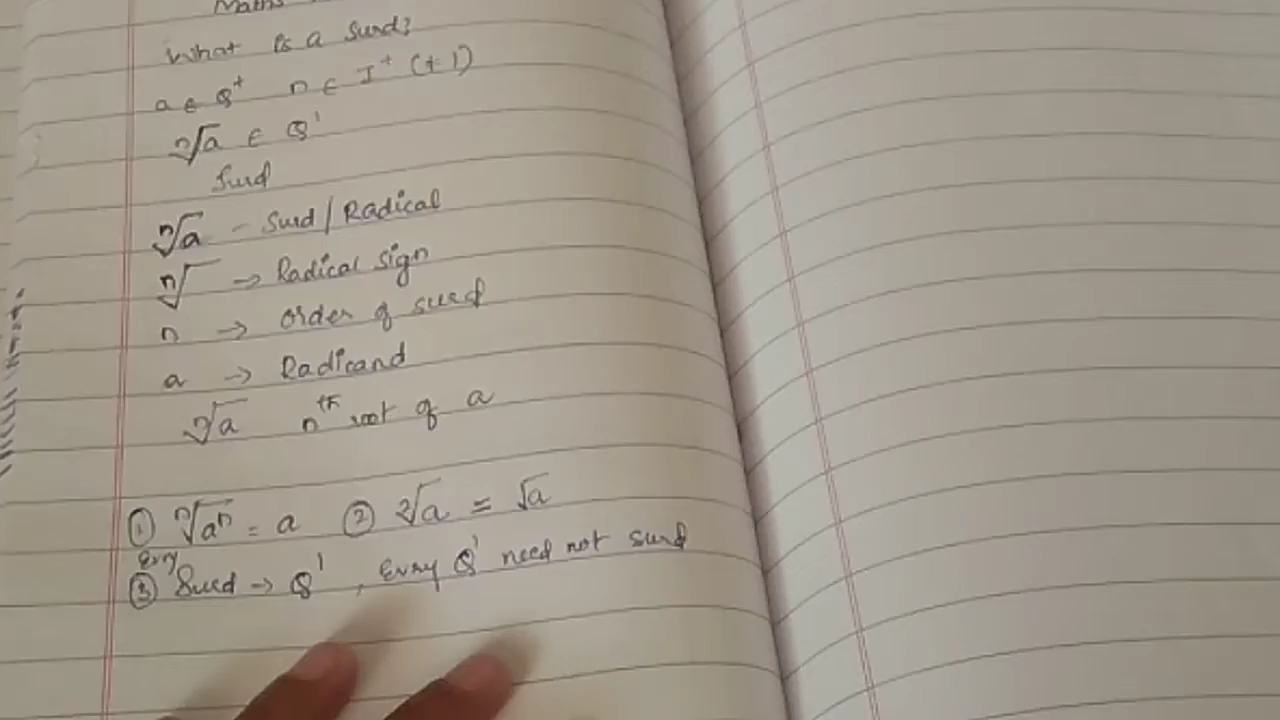 Maths
What is a Surd?
a ∈ Q⁺ n ∈ I⁺ (≠1)
ⁿ√a ∈ Q'
Surd
ⁿ√a - Surd / Radical
ⁿ√ → Radical sign
n → order of surd
a → Radicand
ⁿ√a nth root of a
① ⁿ√aⁿ = a ② ²√a = √a
③ Every Surd → Q' , Every Q' need not surd